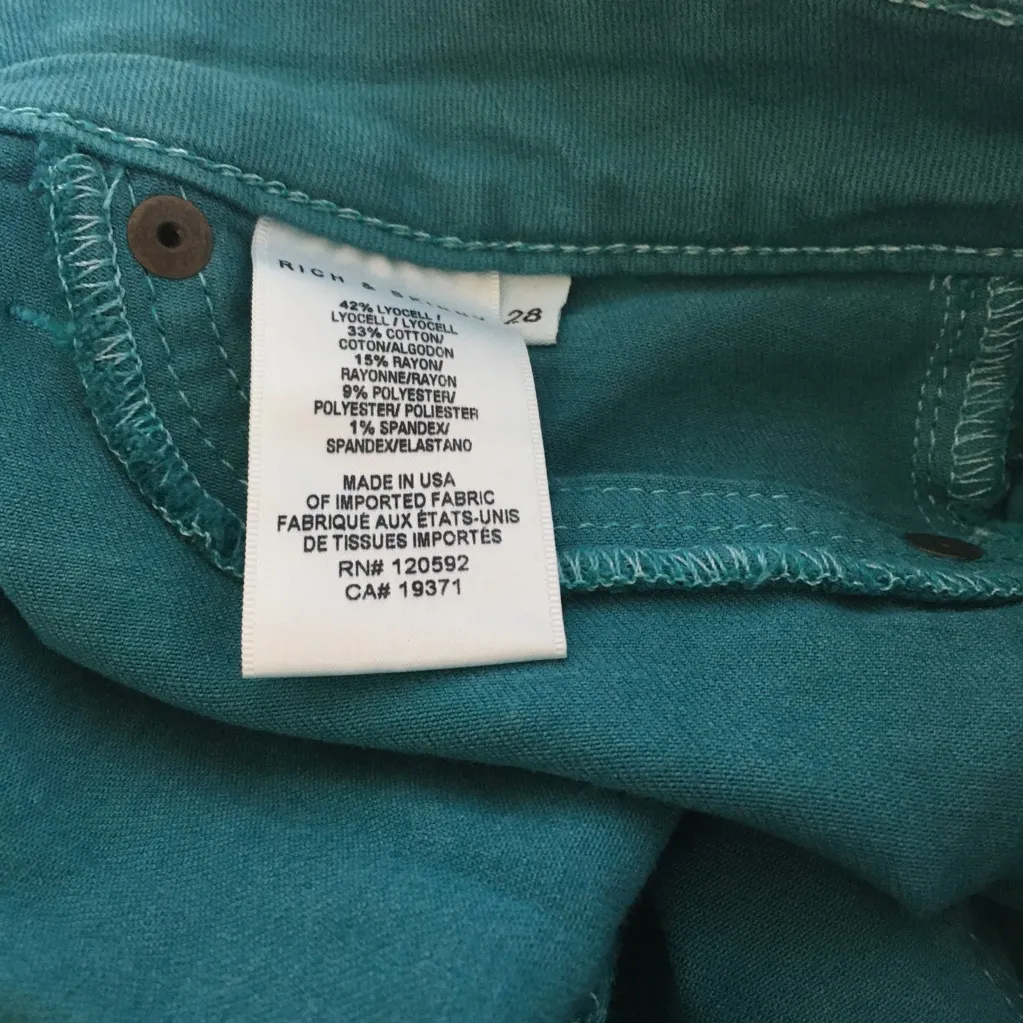 RICH & SKINNY
28
42% LYOCELL /
LYOCELL / LYOCELL
33% COTTON/
COTON/ALGODON
15% RAYON/
RAYONNE/RAYON
9% POLYESTER/
POLYESTER/ POLIESTER
1% SPANDEX/
SPANDEX/ELASTANO
MADE IN USA
OF IMPORTED FABRIC
FABRIQUÉ AUX ÉTATS-UNIS
DE TISSUES IMPORTÉS
RN# 120592
CA# 19371